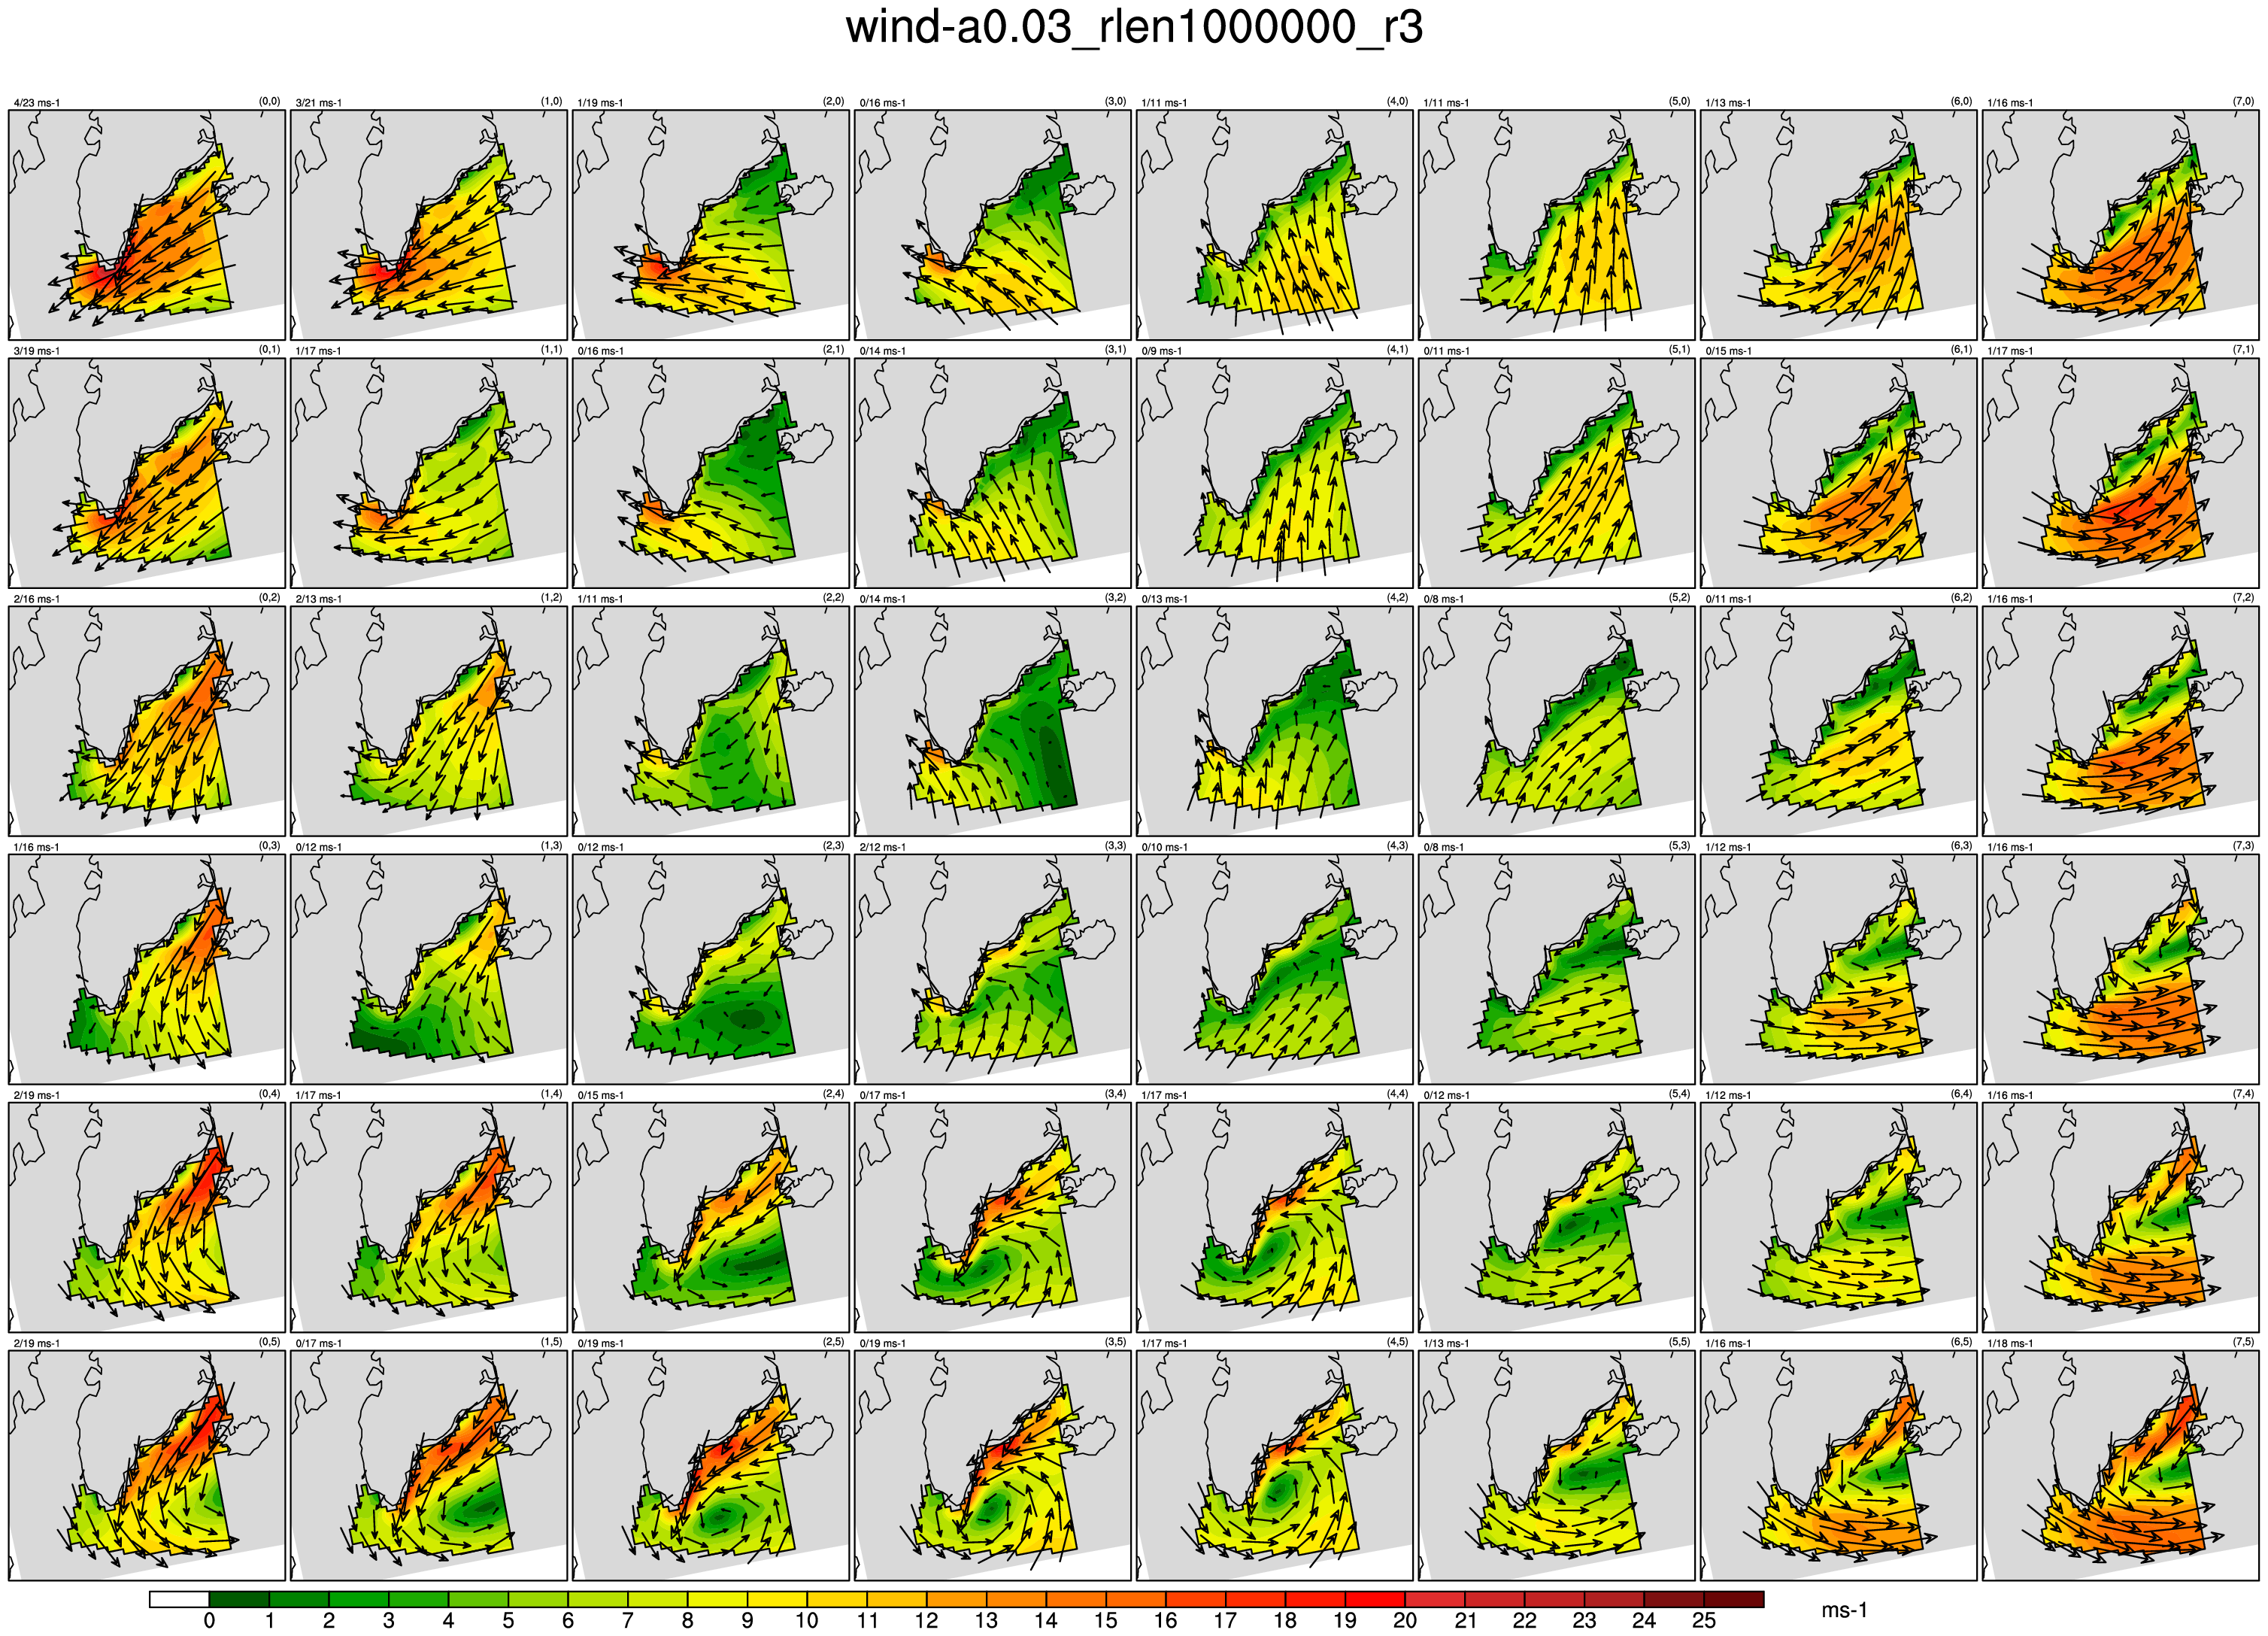 wind-a0.03_rlen1000000_r3
4/23 ms-1 (0,0) 3/21 ms-1 (1,0) 1/19 ms-1 (2,0) 0/16 ms-1 (3,0) 1/11 ms-1 (4,0) 1/11 ms-1 (5,0) 1/13 ms-1 (6,0) 1/16 ms-1 (7,0)
3/19 ms-1 (0,1) 1/17 ms-1 (1,1) 0/16 ms-1 (2,1) 0/14 ms-1 (3,1) 0/9 ms-1 (4,1) 0/11 ms-1 (5,1) 0/15 ms-1 (6,1) 1/17 ms-1 (7,1)
2/16 ms-1 (0,2) 2/13 ms-1 (1,2) 1/11 ms-1 (2,2) 0/14 ms-1 (3,2) 0/13 ms-1 (4,2) 0/8 ms-1 (5,2) 0/11 ms-1 (6,2) 1/16 ms-1 (7,2)
1/16 ms-1 (0,3) 0/12 ms-1 (1,3) 0/12 ms-1 (2,3) 2/12 ms-1 (3,3) 0/10 ms-1 (4,3) 0/8 ms-1 (5,3) 1/12 ms-1 (6,3) 1/16 ms-1 (7,3)
2/19 ms-1 (0,4) 1/17 ms-1 (1,4) 0/15 ms-1 (2,4) 0/17 ms-1 (3,4) 1/17 ms-1 (4,4) 0/12 ms-1 (5,4) 1/12 ms-1 (6,4) 1/16 ms-1 (7,4)
2/19 ms-1 (0,5) 0/17 ms-1 (1,5) 0/19 ms-1 (2,5) 0/19 ms-1 (3,5) 1/17 ms-1 (4,5) 1/13 ms-1 (5,5) 1/16 ms-1 (6,5) 1/18 ms-1 (7,5)
0 1 2 3 4 5 6 7 8 9 10 11 12 13 14 15 16 17 18 19 20 21 22 23 24 25 ms-1